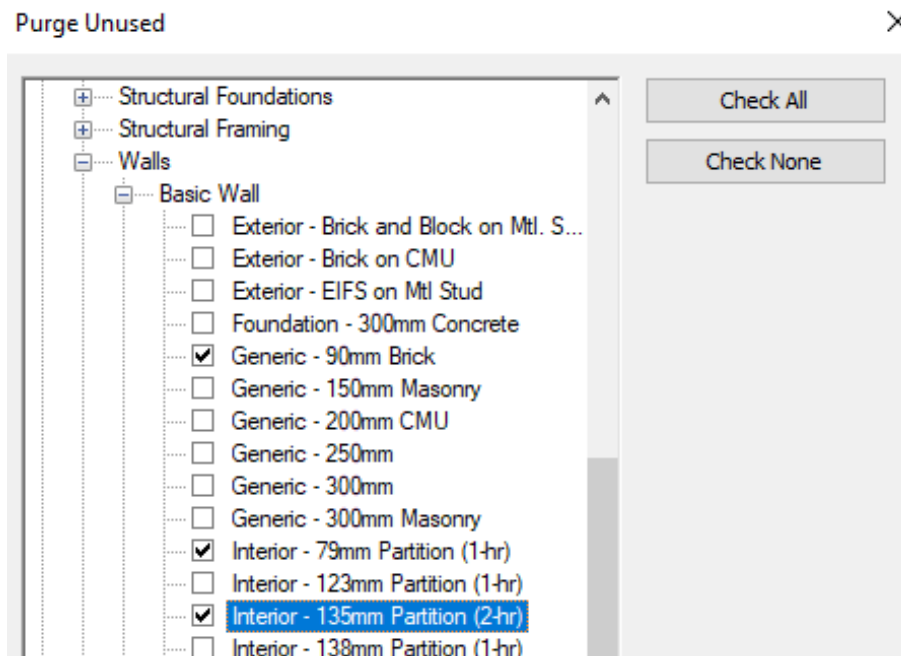 Purge Unused
Structural Foundations
Check All
Structural Framing
Walls
Check None
Basic Wall
Exterior - Brick and Block on Mtl. S...
Exterior - Brick on CMU
Exterior - EIFS on Mtl Stud
Foundation - 300mm Concrete
Generic - 90mm Brick
Generic - 150mm Masonry
Generic - 200mm CMU
Generic - 250mm
Generic - 300mm
Generic - 300mm Masonry
Interior - 79mm Partition (1-hr)
Interior - 123mm Partition (1-hr)
Interior - 135mm Partition (2-hr)
Interior - 138mm Partition (1-hr)